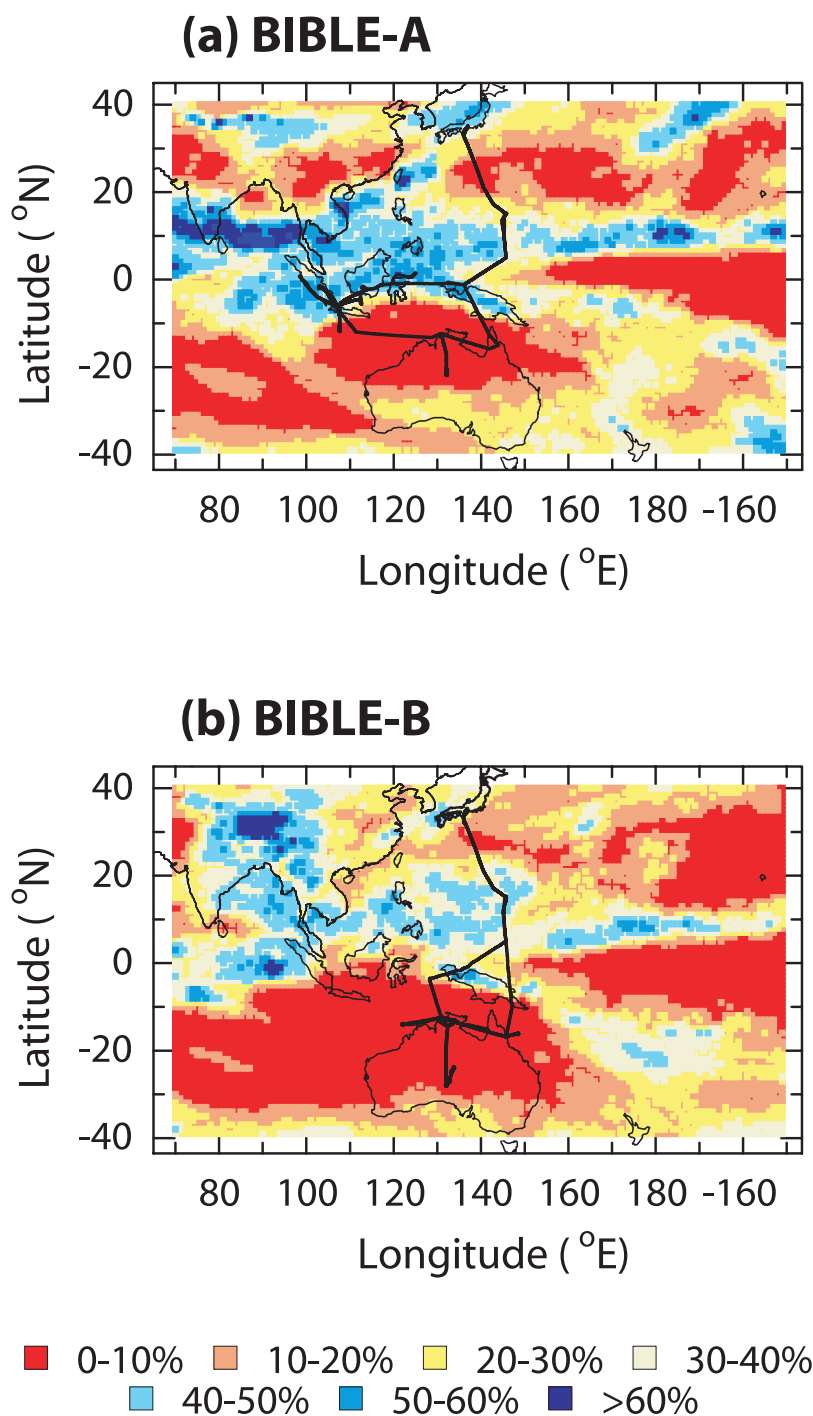 (a) BIBLE-A
40
20
0
-20
-40
Latitude ( °N)
80 100 120 140 160 180 -160
Longitude ( °E)
(b) BIBLE-B
40
20
0
-20
-40
Latitude ( °N)
80 100 120 140 160 180 -160
Longitude ( °E)
0-10% 10-20% 20-30% 30-40%
40-50% 50-60% >60%